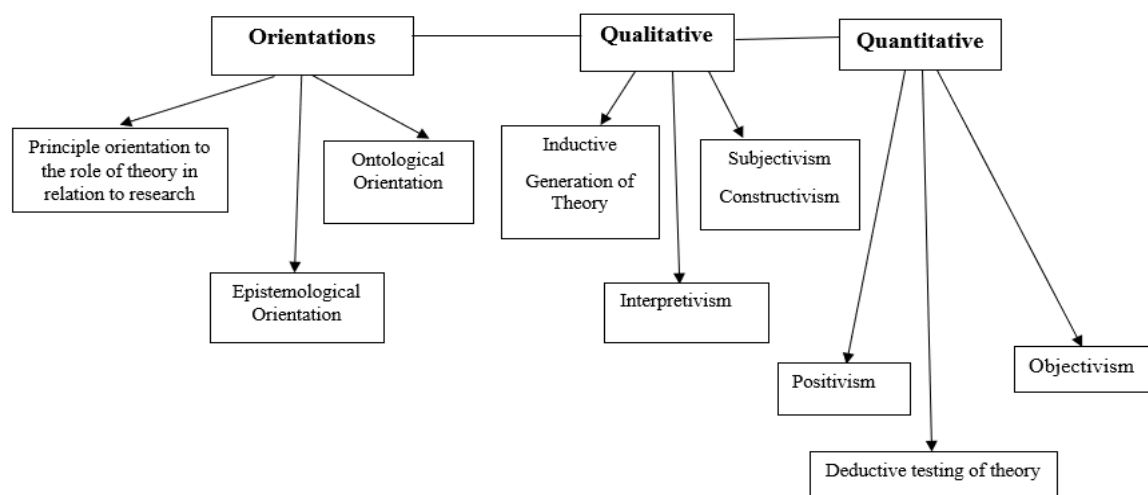 Orientations
Qualitative
Quantitative
Principle orientation to
the role of theory in
relation to research
Ontological
Orientation
Inductive
Generation of
Theory
Subjectivism
Constructivism
Epistemological
Orientation
Interpretivism
Positivism
Objectivism
Deductive testing of theory